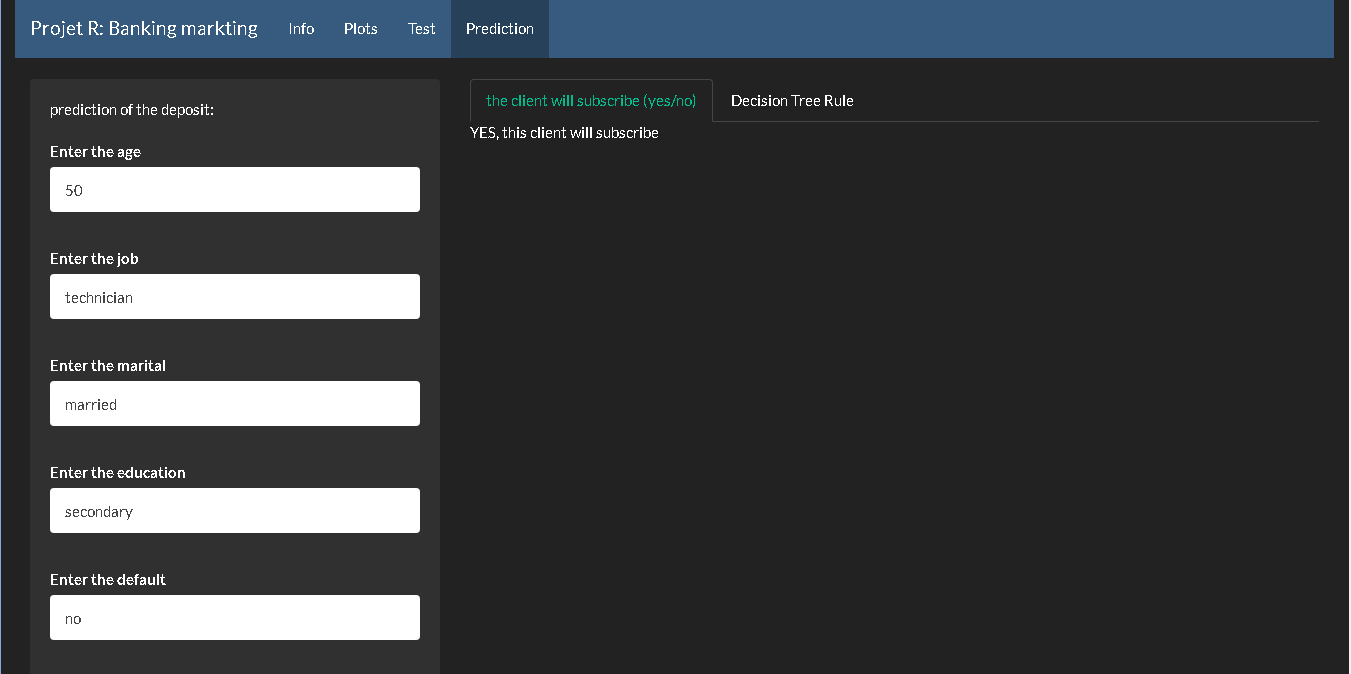 Projet R: Banking markting Info Plots Test Prediction
prediction of the deposit:
Enter the age
50
Enter the job
technician
Enter the marital
married
Enter the education
secondary
Enter the default
no
the client will subscribe (yes/no) Decision Tree Rule
YES, this client will subscribe